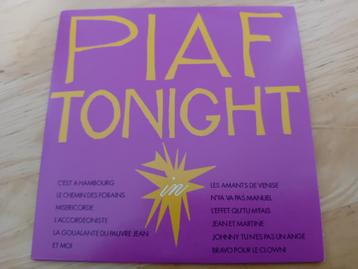 PIAF
TONIGHT
in
C'EST A HAMBOURG
LE CHEMIN DES FORAINS
MISERICORDE
L'ACCORDEONISTE
LA GOUALANTE DU PAUVRE JEAN
ET MOI
LES AMANTS DE VENISE
N'Y A PAS MANUEL
L'EFFET QU'TU M'FAIS
JEAN ET MARTINE
JOHNNY TU N'ES PAS UN ANGE
BRAVO POUR LE CLOWN!